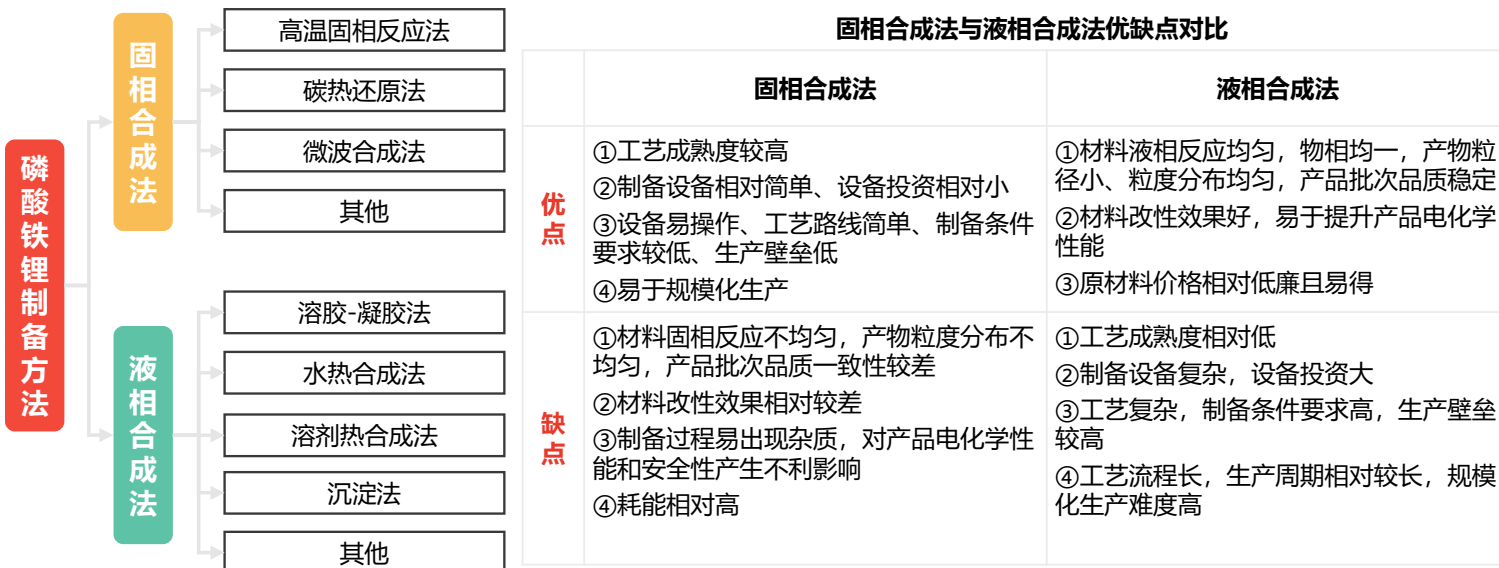 磷酸铁锂制备方法
固相合成法
高温固相反应法
碳热还原法
微波合成法
其他
液相合成法
溶胶-凝胶法
水热合成法
溶剂热合成法
沉淀法
其他
固相合成法与液相合成法优缺点对比
固相合成法
液相合成法
优点
①工艺成熟度较高
②制备设备相对简单、设备投资相对小
③设备易操作、工艺路线简单、制备条件
要求较低、生产壁垒低
④易于规模化生产
①材料液相反应均匀，物相均一，产物粒
径小、粒度分布均匀，产品批次品质稳定
②材料改性效果好，易于提升产品电化学
性能
③原材料价格相对低廉且易得
缺点
①材料固相反应不均匀，产物粒度分布不
均匀，产品批次品质一致性较差
②材料改性效果相对较差
③制备过程易出现杂质，对产品电化学性
能和安全性产生不利影响
④耗能相对高
①工艺成熟度相对低
②制备设备复杂，设备投资大
③工艺复杂，制备条件要求高，生产壁垒
较高
④工艺流程长，生产周期相对较长，规模
化生产难度高